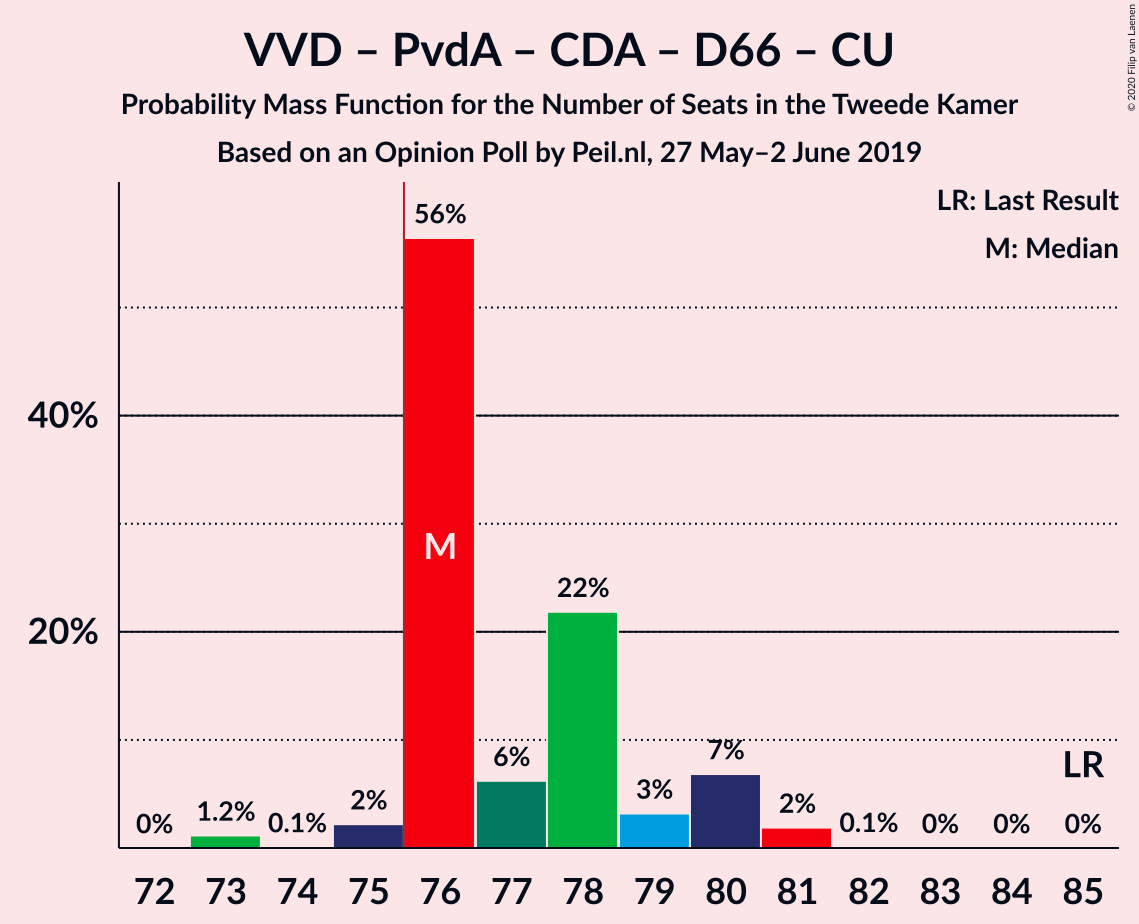 VVD – PvdA – CDA – D66 – CU
Probability Mass Function for the Number of Seats in the Tweede Kamer
Based on an Opinion Poll by Peil.nl, 27 May–2 June 2019
© 2020 Filip van Laenen
LR: Last Result
M: Median
40%
20%
0%
1.2%
0.1%
2%
56%
M
6%
22%
3%
7%
2%
0.1%
0%
0%
0%
LR
72 73 74 75 76 77 78 79 80 81 82 83 84 85